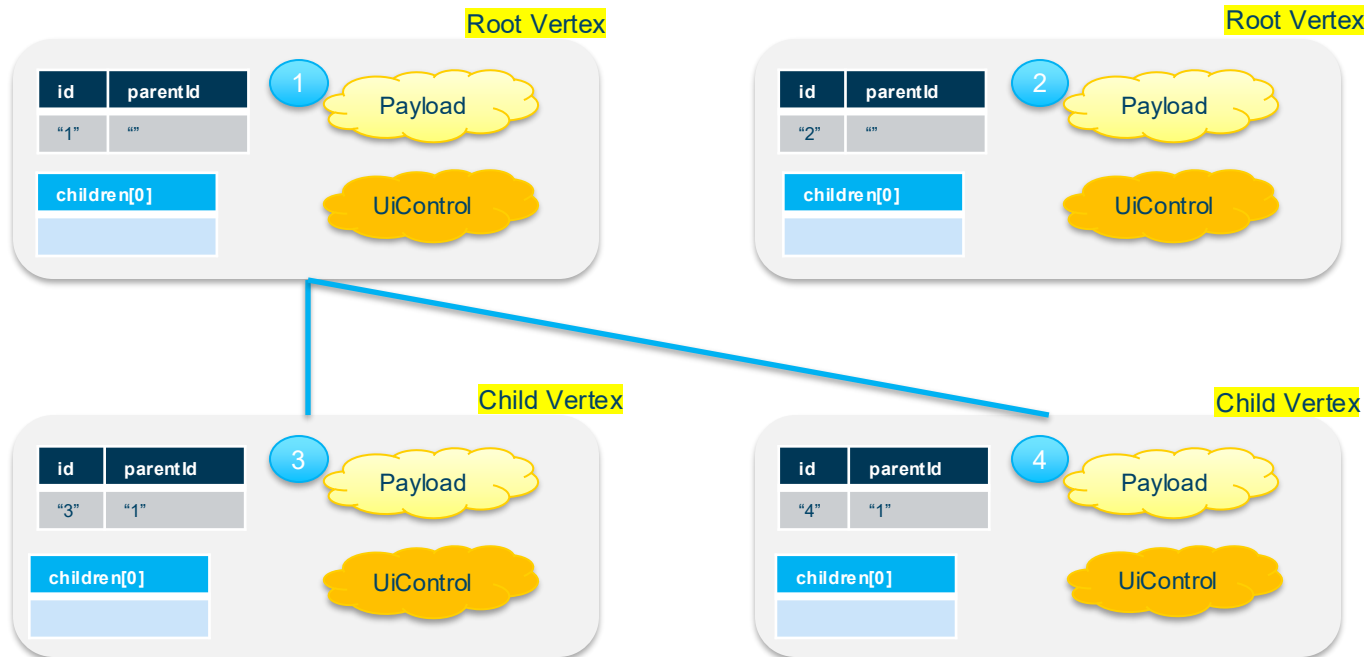 Root Vertex
id parentId
"1" “”
1
Payload
children[0]
UiControl
Root Vertex
id parentId
“2” “”
2
Payload
children[0]
UiControl
Child Vertex
id parentId
“3” “1”
3
Payload
children[0]
UiControl
Child Vertex
id parentId
“4” “1”
4
Payload
children[0]
UiControl